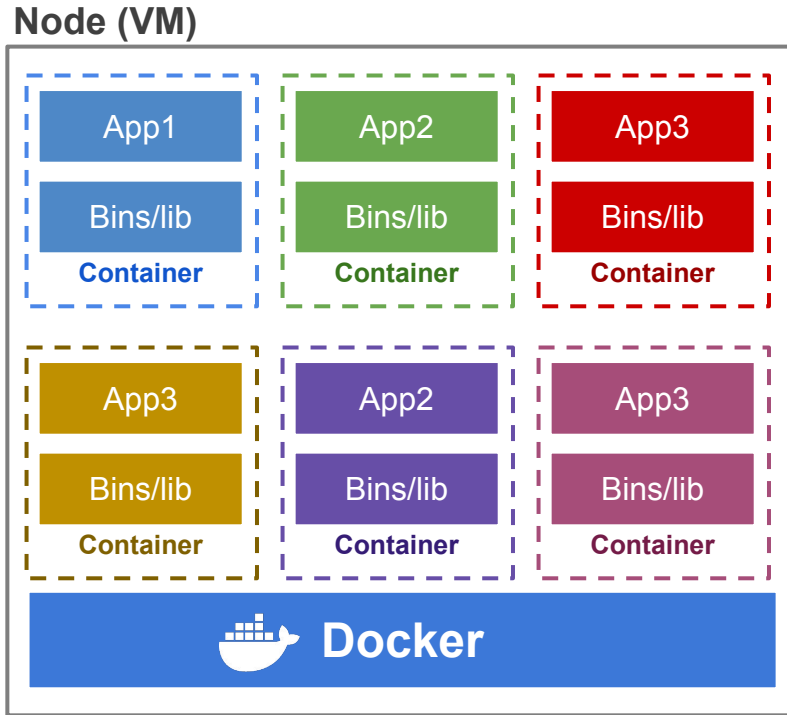 Node (VM)
App1
Bins/lib
Container
App2
Bins/lib
Container
App3
Bins/lib
Container
App3
Bins/lib
Container
App2
Bins/lib
Container
App3
Bins/lib
Container
Docker